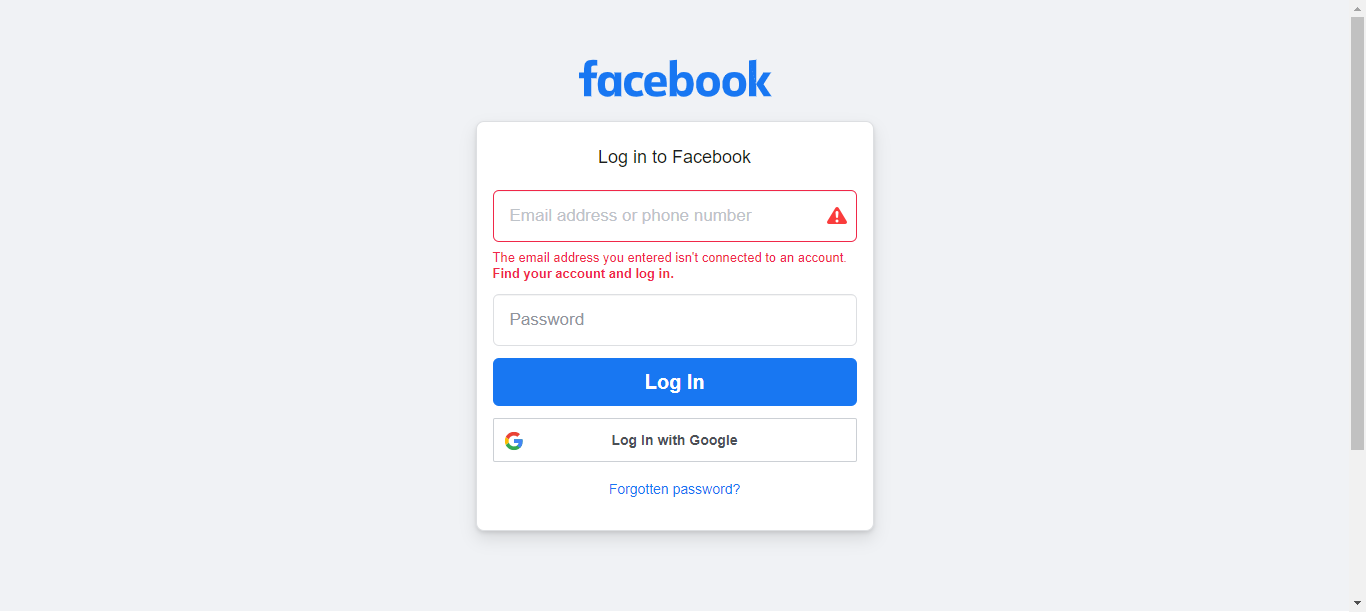 facebook
Log in to Facebook
Email address or phone number
The email address you entered isn't connected to an account.
Find your account and log in.
Password
Log In
Log In with Google
Forgotten password?